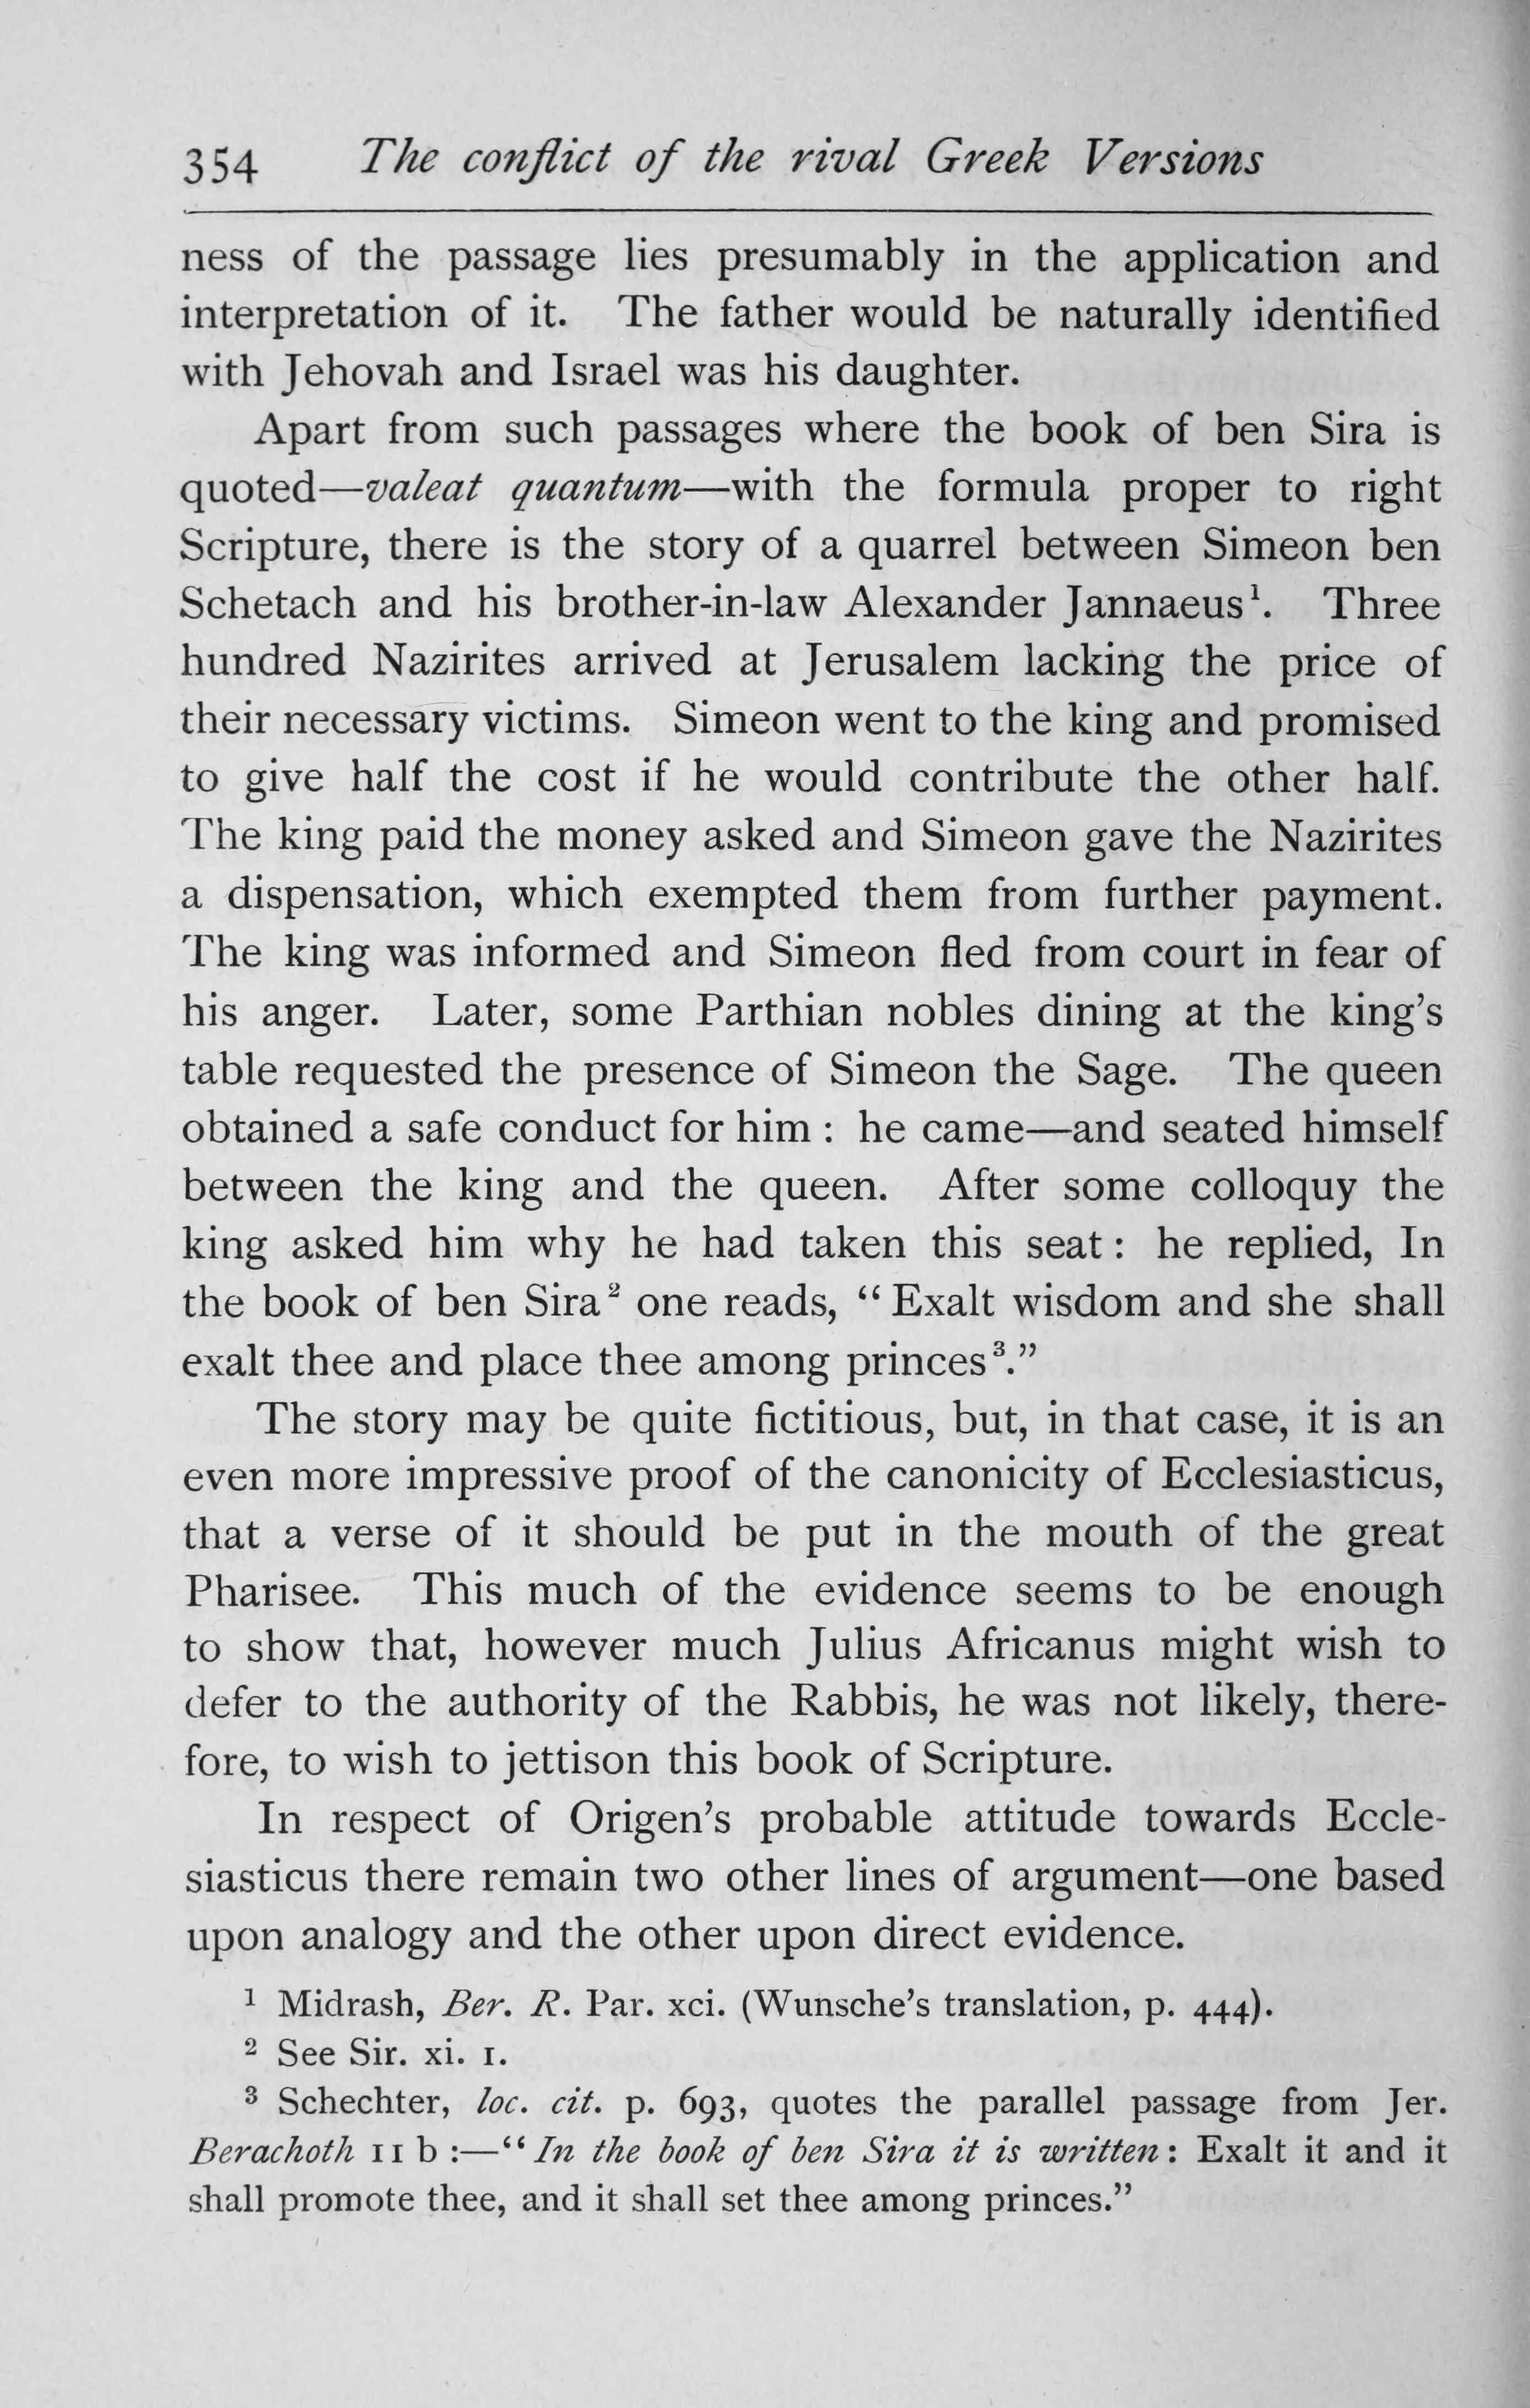 354 The conflict of the rival Greek Versions
ness of the passage lies presumably in the application and
interpretation of it. The father would be naturally identified
with Jehovah and Israel was his daughter.
Apart from such passages where the book of ben Sira is
quoted—valeat quantum—with the formula proper to right
Scripture, there is the story of a quarrel between Simeon ben
Schetach and his brother-in-law Alexander Jannaeus¹. Three
hundred Nazirites arrived at Jerusalem lacking the price of
their necessary victims. Simeon went to the king and promised
to give half the cost if he would contribute the other half.
The king paid the money asked and Simeon gave the Nazirites
a dispensation, which exempted them from further payment.
The king was informed and Simeon fled from court in fear of
his anger. Later, some Parthian nobles dining at the king's
table requested the presence of Simeon the Sage. The queen
obtained a safe conduct for him : he came—and seated himself
between the king and the queen. After some colloquy the
king asked him why he had taken this seat : he replied, In
the book of ben Sira² one reads, “ Exalt wisdom and she shall
exalt thee and place thee among princes³.”
The story may be quite fictitious, but, in that case, it is an
even more impressive proof of the canonicity of Ecclesiasticus,
that a verse of it should be put in the mouth of the great
Pharisee. This much of the evidence seems to be enough
to show that, however much Julius Africanus might wish to
defer to the authority of the Rabbis, he was not likely, there-
fore, to wish to jettison this book of Scripture.
In respect of Origen's probable attitude towards Eccle-
siasticus there remain two other lines of argument—one based
upon analogy and the other upon direct evidence.
¹ Midrash, Ber. R. Par. xci. (Wunsche's translation, p. 444).
² See Sir. xi. 1.
³ Schechter, loc. cit. p. 693, quotes the parallel passage from Jer.
Berachoth 11 b :—“ In the book of ben Sira it is written : Exalt it and it
shall promote thee, and it shall set thee among princes.”